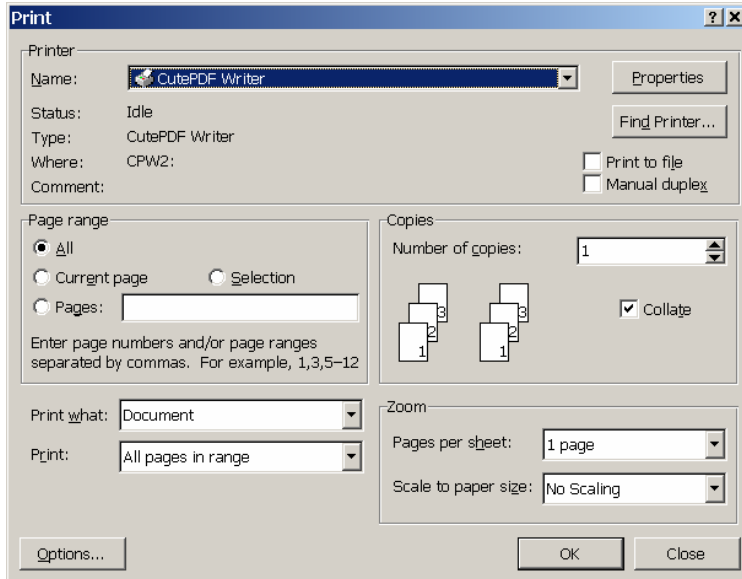 Print
Printer
Name: CutePDF Writer Properties
Status: Idle
Find Printer...
Type: CutePDF Writer
Where: CPW2: Print to file
Comment: Manual duplex
Page range
All
Current page Selection
Pages:
Enter page numbers and/or page ranges
separated by commas. For example, 1,3,5–12
Copies
Number of copies: 1
3 3
2 2
1 1
Collate
Print what: Document
Print: All pages in range
Zoom
Pages per sheet: 1 page
Scale to paper size: No Scaling
Options... OK Close